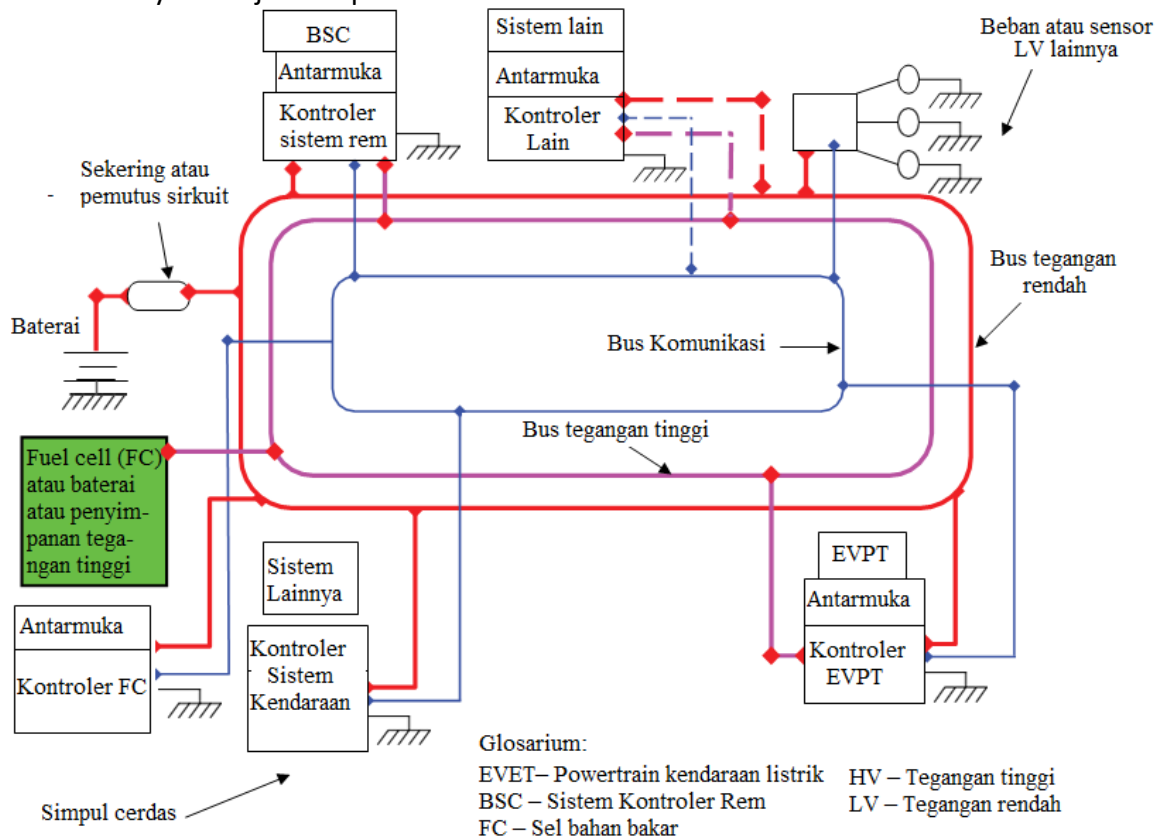 BSC
Antarmuka
Kontroler
sistem rem
Sistem lain
Antarmuka
Kontroler
Lain
Beban atau sensor
LV lainnya
Sekering atau
- pemutus sirkuit
Baterai
Bus tegangan
rendah
Bus Komunikasi
Bus tegangan tinggi
Fuel cell (FC)
atau baterai
atau penyim-
panan tega-
ngan tinggi
Antarmuka
Kontroler FC
Sistem
Lainnya
Kontroler
Sistem
Kendaraan
EVPT
Antarmuka
Kontroler
EVPT
Simpul cerdas
Glosarium:
EVET– Powertrain kendaraan listrik
BSC – Sistem Kontroler Rem
FC – Sel bahan bakar
HV – Tegangan tinggi
LV – Tegangan rendah